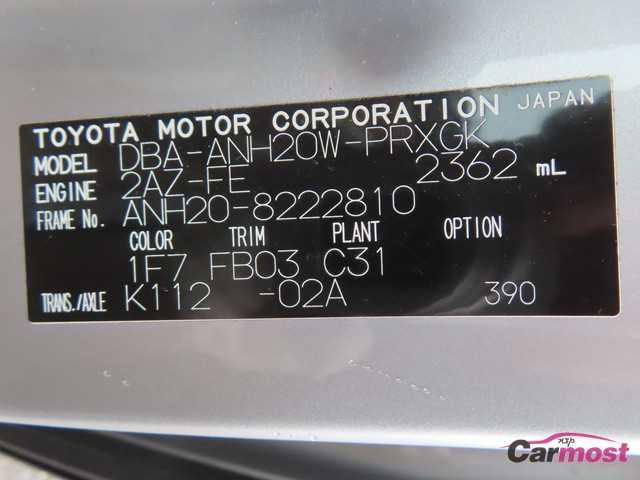 TOYOTA MOTOR CORPORATION JAPAN
MODEL DBA-ANH20W-PRXGK
ENGINE 2AZ-FE 2362 mL
FRAME No. ANH20-8222810
COLOR TRIM PLANT OPTION
1F7 FB03 C31
TRANS./AXLE K112 -02A 390
Carmost